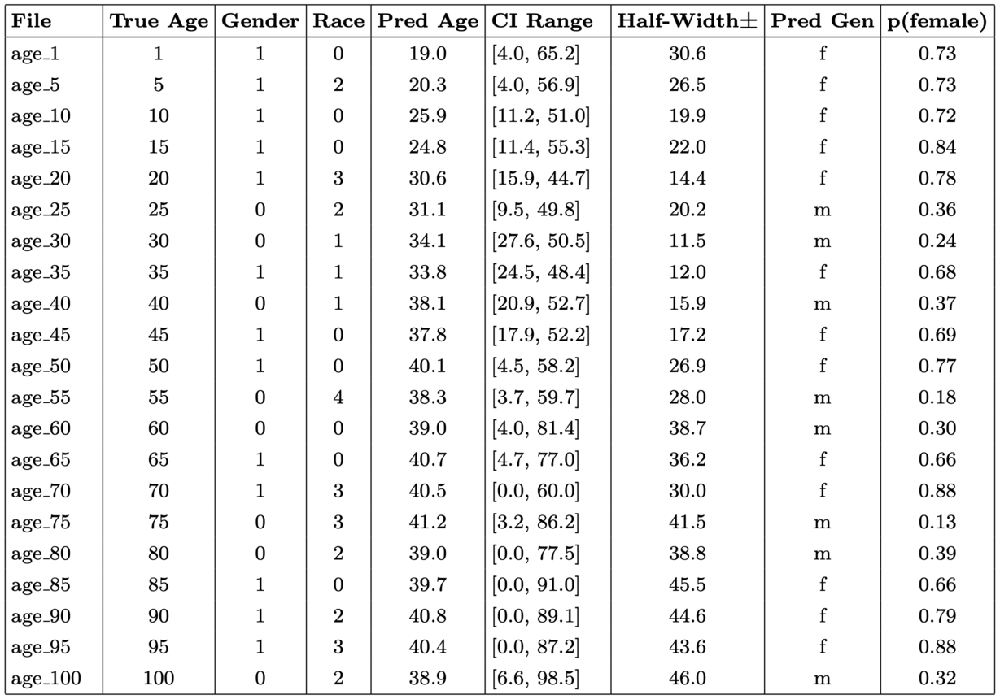 File True Age Gender Race Pred Age CI Range Half-Width± Pred Gen p(female)
age_1 1 1 0 19.0 [4.0, 65.2] 30.6 f 0.73
age_5 5 1 2 20.3 [4.0, 56.9] 26.5 f 0.73
age_10 10 1 0 25.9 [11.2, 51.0] 19.9 f 0.72
age_15 15 1 0 24.8 [11.4, 55.3] 22.0 f 0.84
age_20 20 1 3 30.6 [15.9, 44.7] 14.4 f 0.78
age_25 25 0 2 31.1 [9.5, 49.8] 20.2 m 0.36
age_30 30 0 1 34.1 [27.6, 50.5] 11.5 m 0.24
age_35 35 1 1 33.8 [24.5, 48.4] 12.0 f 0.68
age_40 40 0 1 38.1 [20.9, 52.7] 15.9 m 0.37
age_45 45 1 0 37.8 [17.9, 52.2] 17.2 f 0.69
age_50 50 1 0 40.1 [4.5, 58.2] 26.9 f 0.77
age_55 55 0 4 38.3 [3.7, 59.7] 28.0 m 0.18
age_60 60 0 0 39.0 [4.0, 81.4] 38.7 m 0.30
age_65 65 1 0 40.7 [4.7, 77.0] 36.2 f 0.66
age_70 70 1 3 40.5 [0.0, 60.0] 30.0 f 0.88
age_75 75 0 3 41.2 [3.2, 86.2] 41.5 m 0.13
age_80 80 0 2 39.0 [0.0, 77.5] 38.8 m 0.39
age_85 85 1 0 39.7 [0.0, 91.0] 45.5 f 0.66
age_90 90 1 2 40.8 [0.0, 89.1] 44.6 f 0.79
age_95 95 1 3 40.4 [0.0, 87.2] 43.6 f 0.88
age_100 100 0 2 38.9 [6.6, 98.5] 46.0 m 0.32